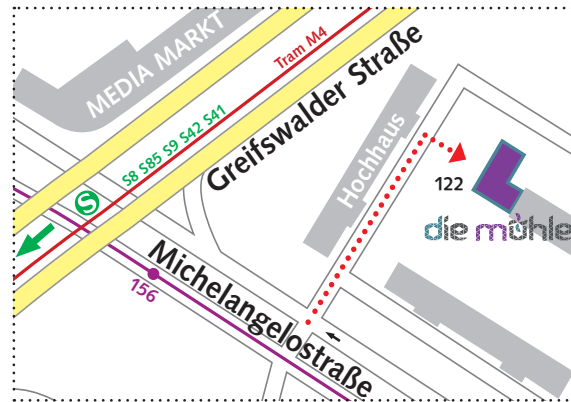 MEDIA MARKT
Tram M4
Greifswalder Straße
S8 S85 S9 S42 S41
S
Hochhaus
122
die mühle
156
Michelangelostraße